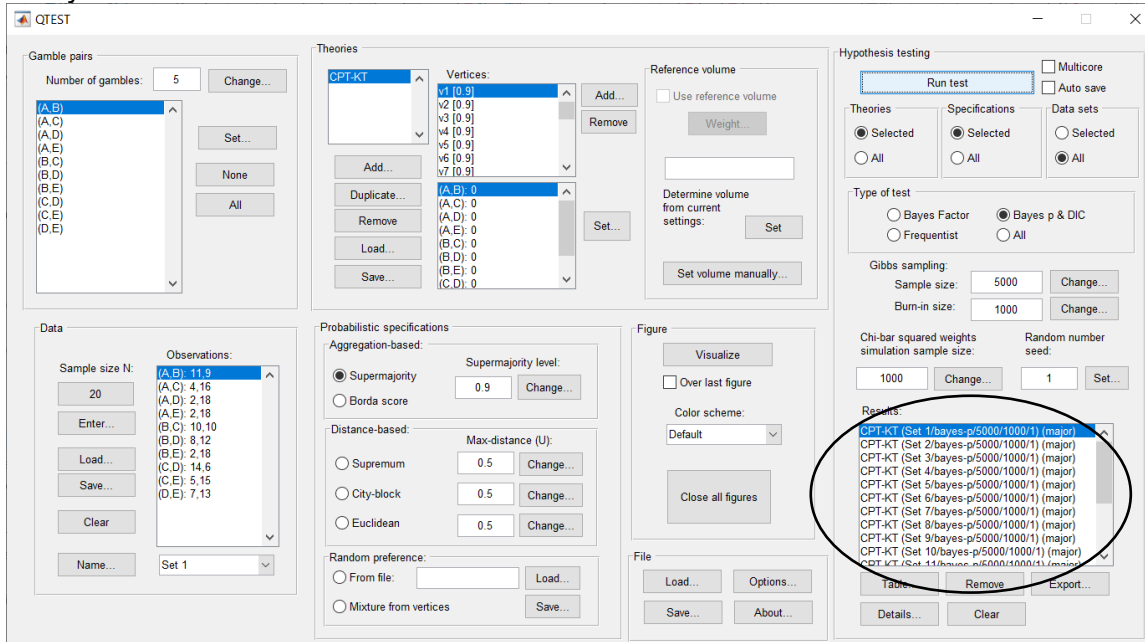 QTEST
Gamble pairs
Number of gambles: 5 Change...
(A,B)
(A,C)
(A,D)
(A,E)
(B,C)
(B,D)
(B,E)
(C,D)
(C,E)
(D,E)
Set...
None
All
Theories
CPT-KT
Vertices:
v1 [0.9]
v2 [0.9]
v3 [0.9]
v4 [0.9]
v5 [0.9]
v6 [0.9]
v7 [0.9]
Add...
Remove
Add...
Duplicate...
Remove
Load...
Save...
(A,B): 0
(A,C): 0
(A,D): 0
(A,E): 0
(B,C): 0
(B,D): 0
(B,E): 0
(C,D): 0
Set...
Reference volume
Use reference volume
Weight...
Determine volume
from current
settings: Set
Set volume manually...
Hypothesis testing
Run test
Multicore
Auto save
Theories Specifications Data sets
Selected Selected Selected
All All All
Type of test
Bayes Factor Bayes p & DIC
Frequentist All
Gibbs sampling:
Sample size: 5000 Change...
Burn-in size: 1000 Change...
Chi-bar squared weights
simulation sample size:
Random number
seed:
1000 Change... 1 Set...
Results:
CPT-KT (Set 1/bayes-p/5000/1000/1) (major)
CPT-KT (Set 2/bayes-p/5000/1000/1) (major)
CPT-KT (Set 3/bayes-p/5000/1000/1) (major)
CPT-KT (Set 4/bayes-p/5000/1000/1) (major)
CPT-KT (Set 5/bayes-p/5000/1000/1) (major)
CPT-KT (Set 6/bayes-p/5000/1000/1) (major)
CPT-KT (Set 7/bayes-p/5000/1000/1) (major)
CPT-KT (Set 8/bayes-p/5000/1000/1) (major)
CPT-KT (Set 9/bayes-p/5000/1000/1) (major)
CPT-KT (Set 10/bayes-p/5000/1000/1) (major)
CPT-KT (Set 11/bayes-p/5000/1000/1) (major)
Table... Remove Export...
Details... Clear
Data
Sample size N:
20
Enter...
Load...
Save...
Clear
Name... Set 1
Observations:
(A,B): 11,9
(A,C): 4,16
(A,D): 2,18
(A,E): 2,18
(B,C): 10,10
(B,D): 8,12
(B,E): 2,18
(C,D): 14,6
(C,E): 5,15
(D,E): 7,13
Probabilistic specifications
Aggregation-based:
Supermajority level:
Supermajority 0.9 Change...
Borda score
Distance-based:
Max-distance (U):
Supremum 0.5 Change...
City-block 0.5 Change...
Euclidean 0.5 Change...
Random preference:
From file: Load...
Mixture from vertices Save...
Figure
Visualize
Over last figure
Color scheme:
Default
Close all figures
File
Load... Options...
Save... About...